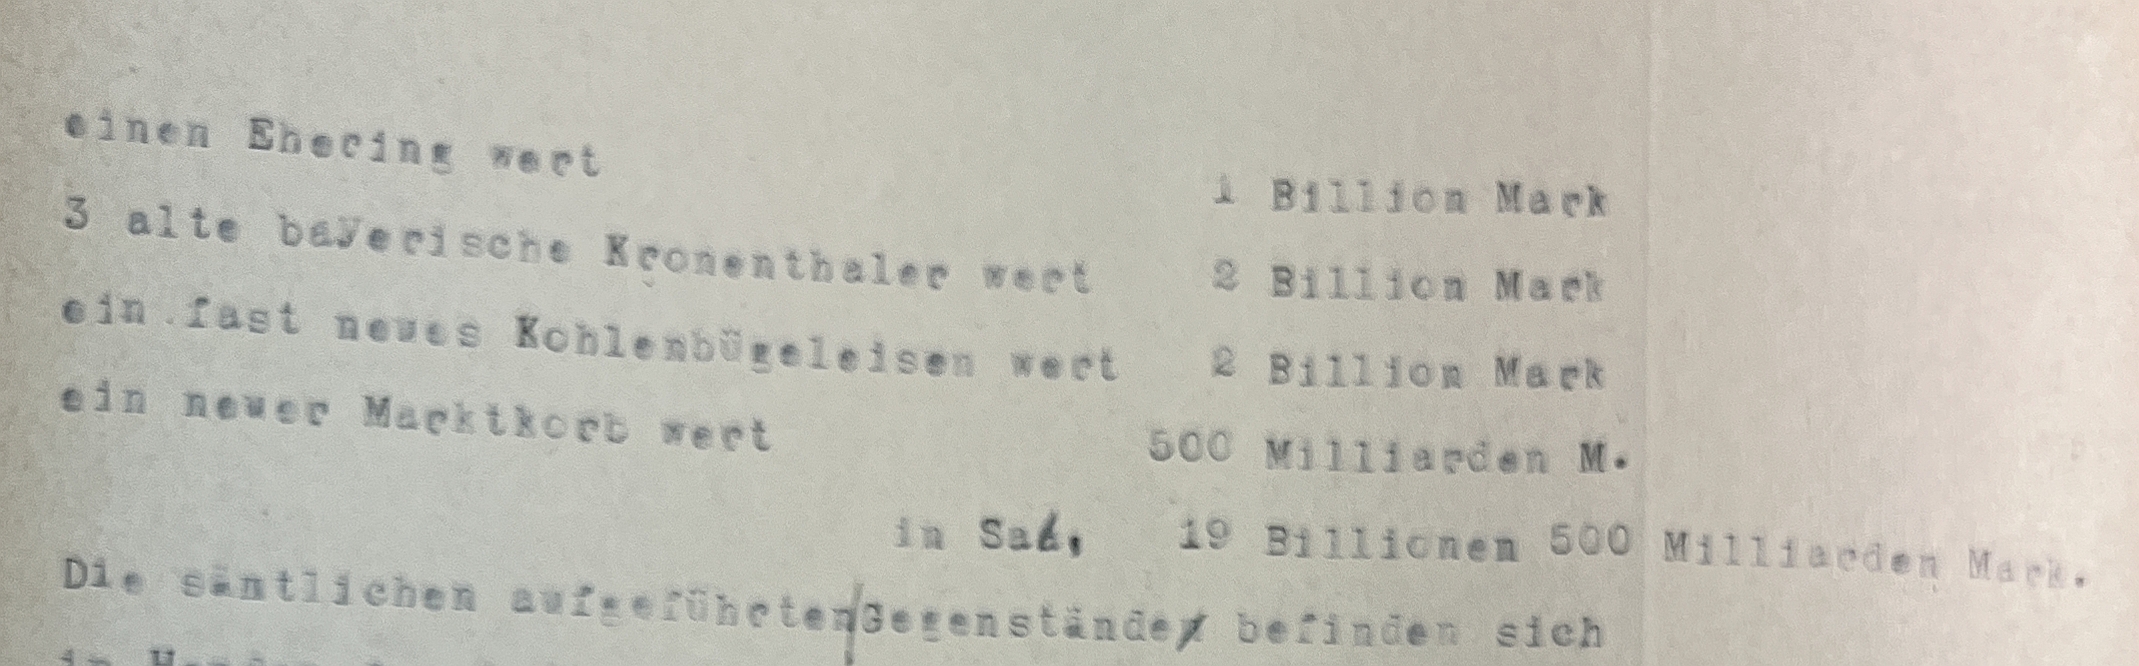 einen Ehering wert 1 Billion Mark
3 alte bayerische Kronenthaler wert 2 Billion Mark
ein fast neues Kohlenbügeleisen wert 2 Billion Mark
ein neuer Marktkorb wert 500 Milliarden M.
in Sa, 19 Billionen 500 Milliarden Mark.
Die sämtlichen aufgeführten Gegenstände befinden sich
in